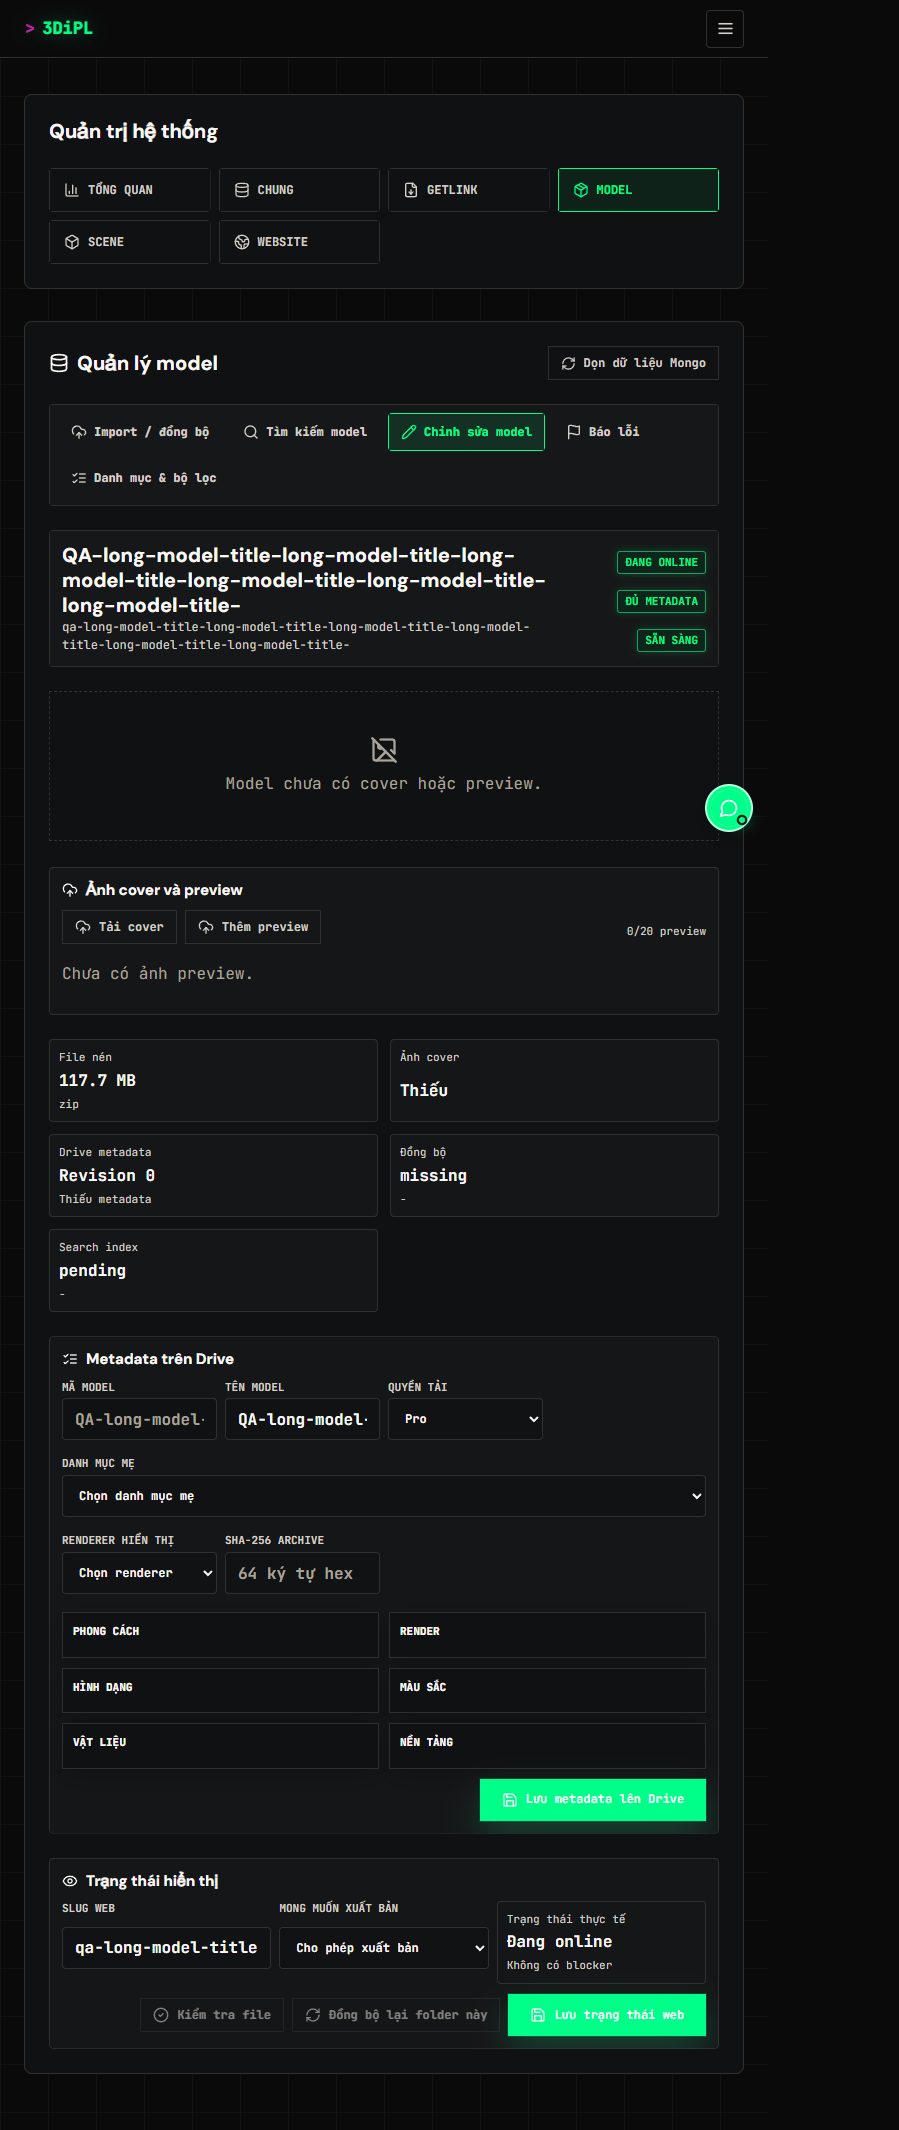 > 3DiPL
Quản trị hệ thống
TỔNG QUAN
CHUNG
GETLINK
MODEL
SCENE
WEBSITE
Quản lý model
Dọn dữ liệu Mongo
Import / đồng bộ
Tìm kiếm model
Chỉnh sửa model
Báo lỗi
Danh mục & bộ lọc
QA-long-model-title-long-model-title-long-
model-title-long-model-title-long-model-title-
long-model-title-
qa-long-model-title-long-model-title-long-model-title-long-model-
title-long-model-title-long-model-title-
ĐANG ONLINE
ĐỦ METADATA
SẴN SÀNG
Model chưa có cover hoặc preview.
Ảnh cover và preview
Tải cover
Thêm preview
0/20 preview
Chưa có ảnh preview.
File nén
117.7 MB
zip
Ảnh cover
Thiếu
Drive metadata
Revision 0
Thiếu metadata
Đồng bộ
missing
-
Search index
pending
-
Metadata trên Drive
MÃ MODEL
TÊN MODEL
QUYỀN TẢI
QA-long-model-
QA-long-model-
Pro
DANH MỤC MẸ
Chọn danh mục mẹ
RENDERER HIỂN THỊ
SHA-256 ARCHIVE
Chọn renderer
64 ký tự hex
PHONG CÁCH
RENDER
HÌNH DẠNG
MÀU SẮC
VẬT LIỆU
NỀN TẢNG
Lưu metadata lên Drive
Trạng thái hiển thị
SLUG WEB
MONG MUỐN XUẤT BẢN
qa-long-model-title
Cho phép xuất bản
Trạng thái thực tế
Đang online
Không có blocker
Kiểm tra file
Đồng bộ lại folder này
Lưu trạng thái web